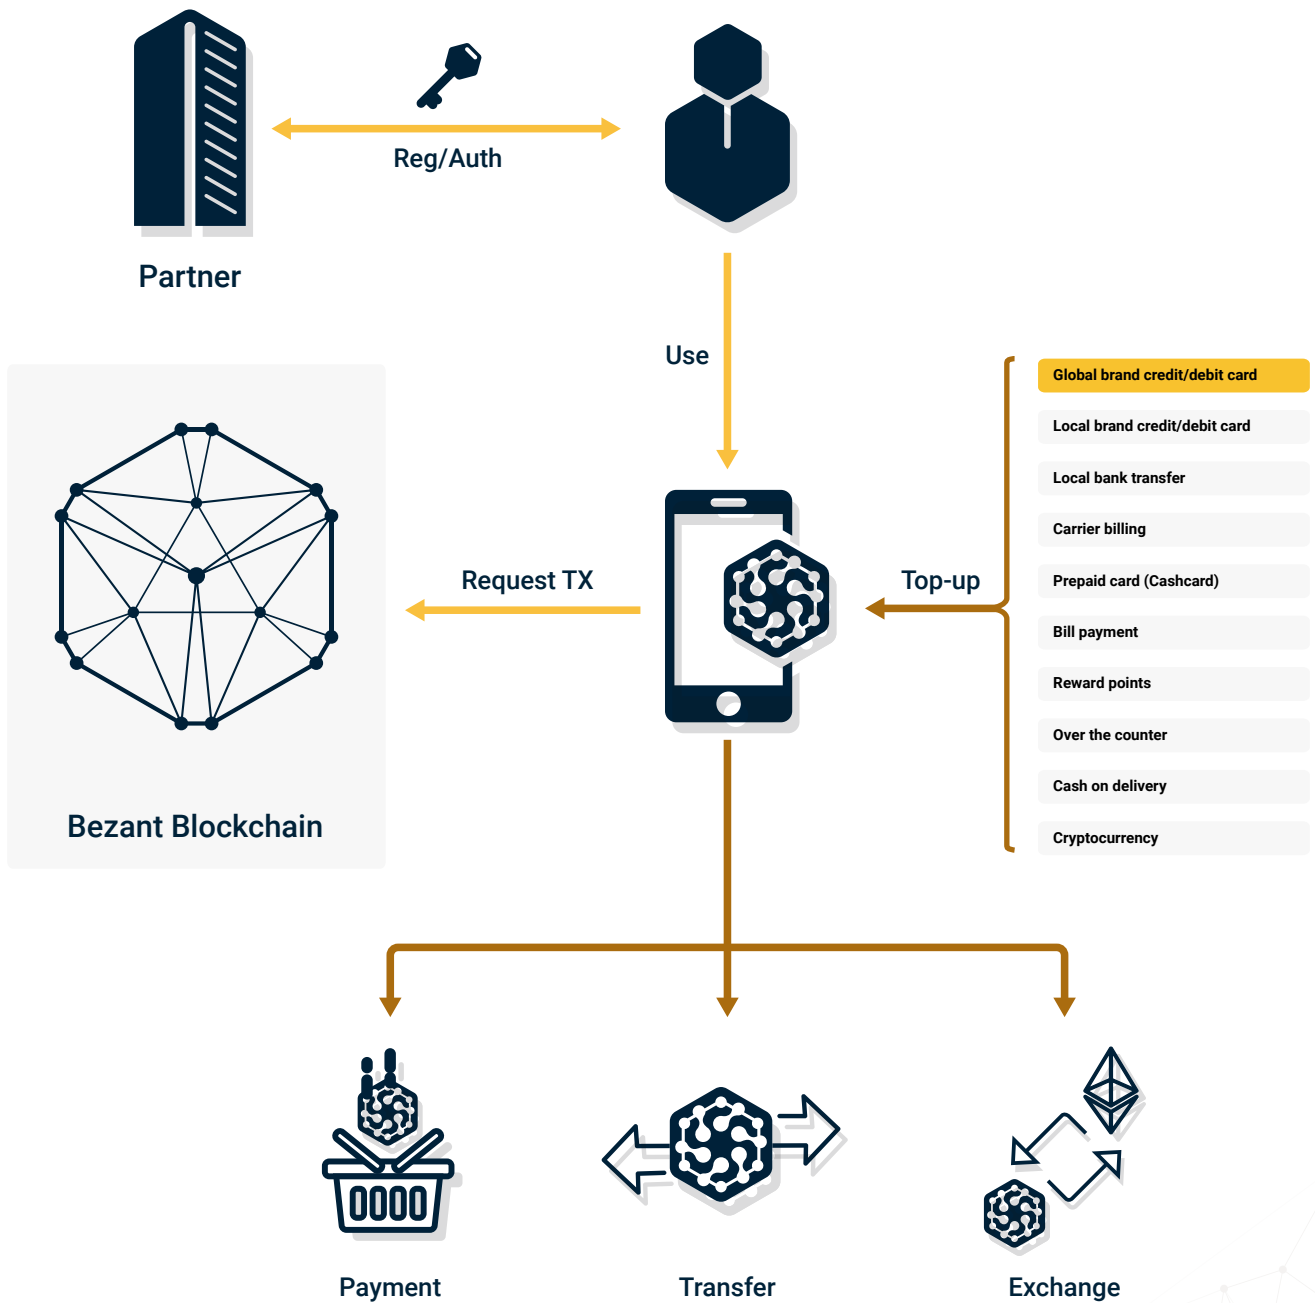 Reg/Auth
Partner
Use
Global brand credit/debit card
Local brand credit/debit card
Local bank transfer
Carrier billing
Prepaid card (Cashcard)
Bill payment
Reward points
Over the counter
Cash on delivery
Cryptocurrency
Request TX
Top-up
Bezant Blockchain
Payment
Transfer
Exchange